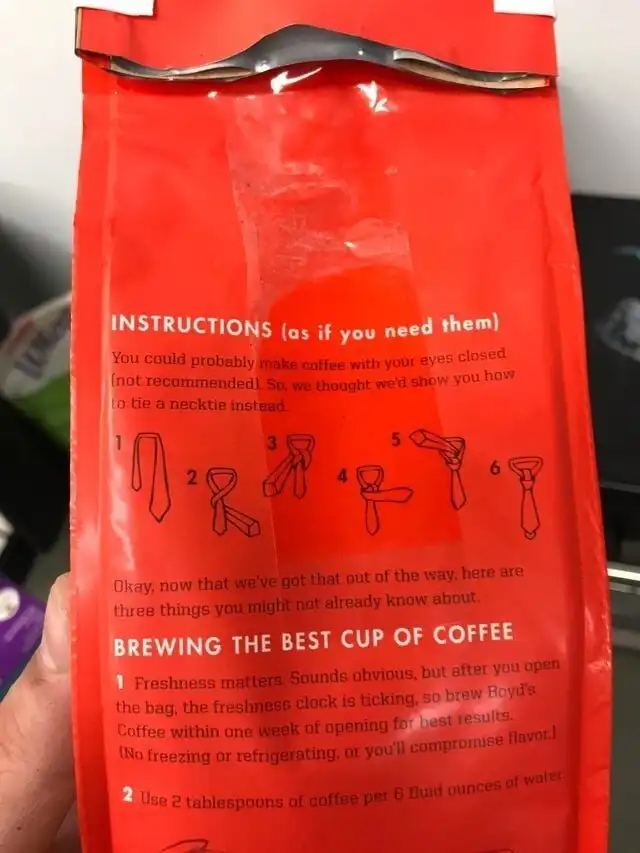 INSTRUCTIONS (as if you need them)
You could probably make coffee with your eyes closed
(not recommended). So, we thought we'd show you how
to tie a necktie instead.
1
2
3
4
5
6
Okay, now that we've got that out of the way, here are
three things you might not already know about.
BREWING THE BEST CUP OF COFFEE
1 Freshness matters. Sounds obvious, but after you open
the bag, the freshness clock is ticking, so brew Boyd's
Coffee within one week of opening for best results.
(No freezing or refrigerating, or you'll compromise flavor.)
2 Use 2 tablespoons of coffee per 6 fluid ounces of water